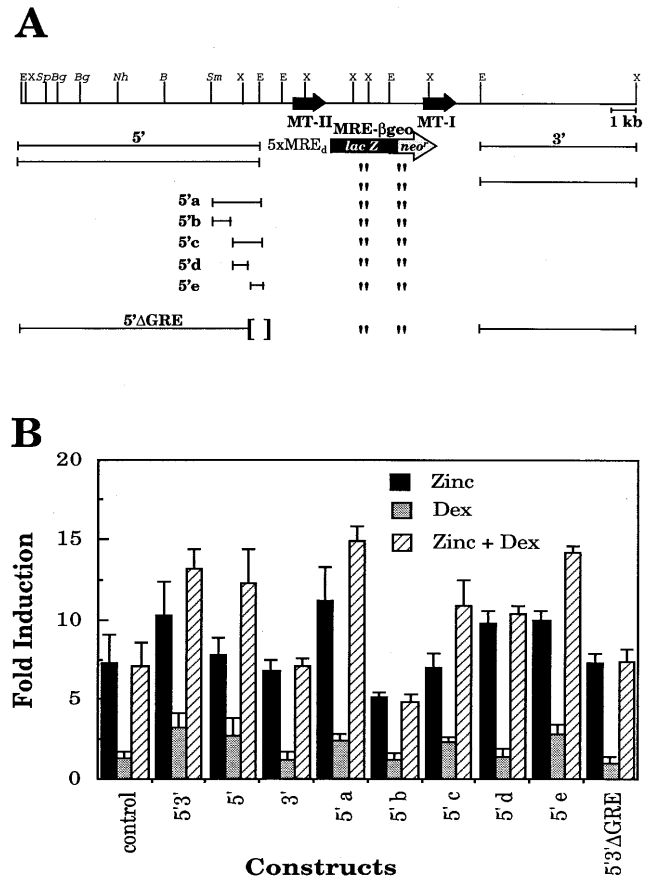 A
E X Sp Bg Bg Nh B Sm X E E X X X E X E X
MT-II MT-I 1 kb
5' MRE-βgeo 3'
5xMREd lac Z neor
" "
" "
5'a " "
5'b " "
5'c " "
5'd " "
5'e " "
5'ΔGRE [ ] " "
B
20
15
10
5
0
Fold Induction
Zinc
Dex
Zinc + Dex
control 5'3' 5' 3' 5' a 5' b 5' c 5' d 5' e 5'3'ΔGRE
Constructs